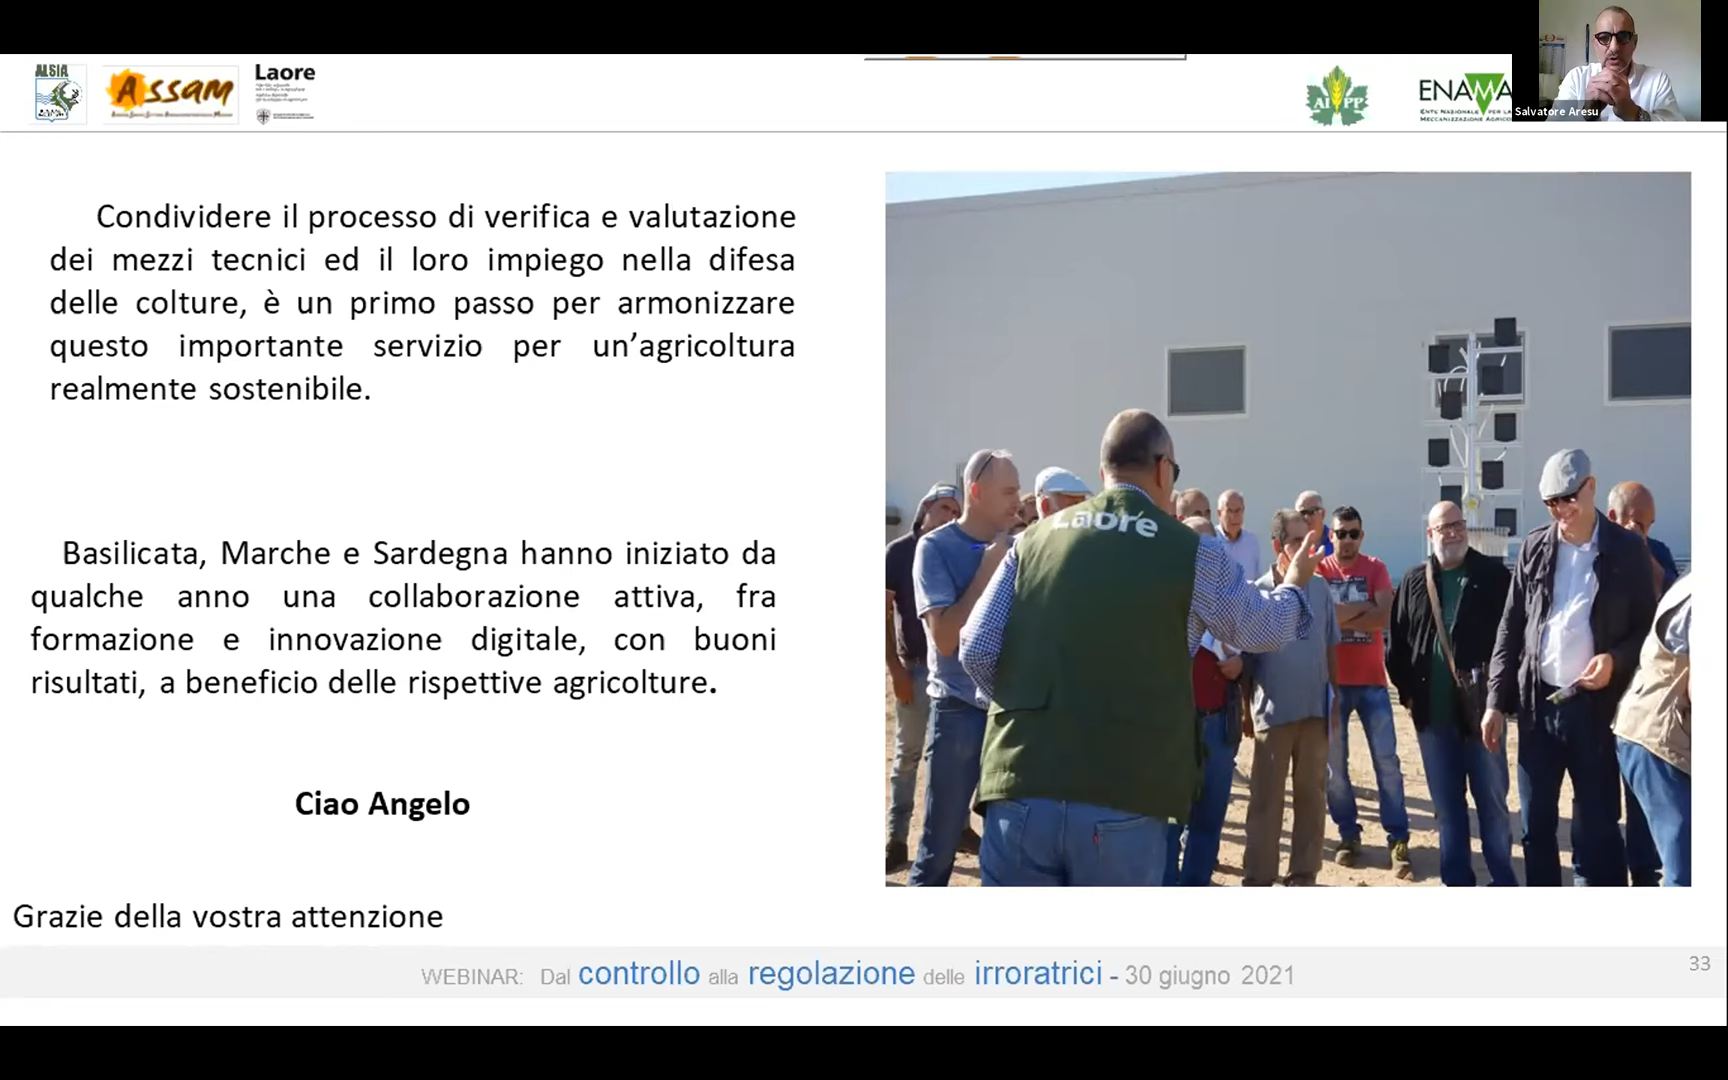 ALSIA
Assam
Laore
AIPP
ENAMA
Salvatore Aresu
Condividere il processo di verifica e valutazione
dei mezzi tecnici ed il loro impiego nella difesa
delle colture, è un primo passo per armonizzare
questo importante servizio per un’agricoltura
realmente sostenibile.
Laore
Basilicata, Marche e Sardegna hanno iniziato da
qualche anno una collaborazione attiva, fra
formazione e innovazione digitale, con buoni
risultati, a beneficio delle rispettive agricolture.
Ciao Angelo
Grazie della vostra attenzione
WEBINAR: Dal controllo alla regolazione delle irroratrici - 30 giugno 2021
33